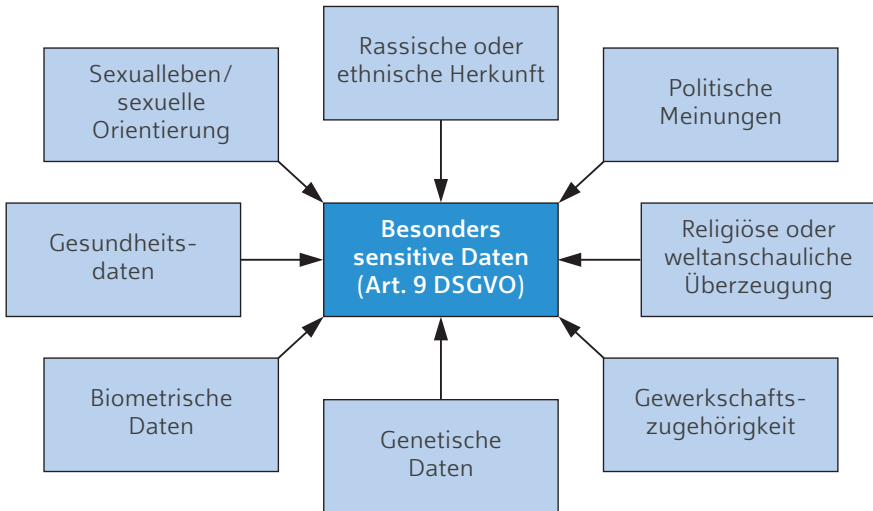 Rassische oder
ethnische Herkunft
Sexualleben/
sexuelle
Orientierung
Politische
Meinungen
Gesundheits-
daten
Besonders
sensitive Daten
(Art. 9 DSGVO)
Religiöse oder
weltanschauliche
Überzeugung
Biometrische
Daten
Genetische
Daten
Gewerkschafts-
zugehörigkeit